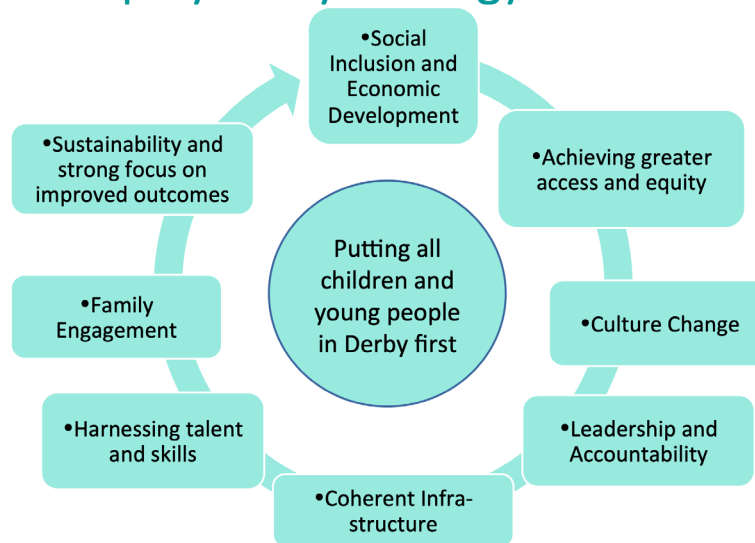 •Social
Inclusion and
Economic
Development
•Achieving greater
access and equity
•Culture Change
•Leadership and
Accountability
•Coherent Infra-
structure
•Harnessing talent
and skills
•Family
Engagement
•Sustainability and
strong focus on
improved outcomes
Putting all
children and
young people
in Derby first